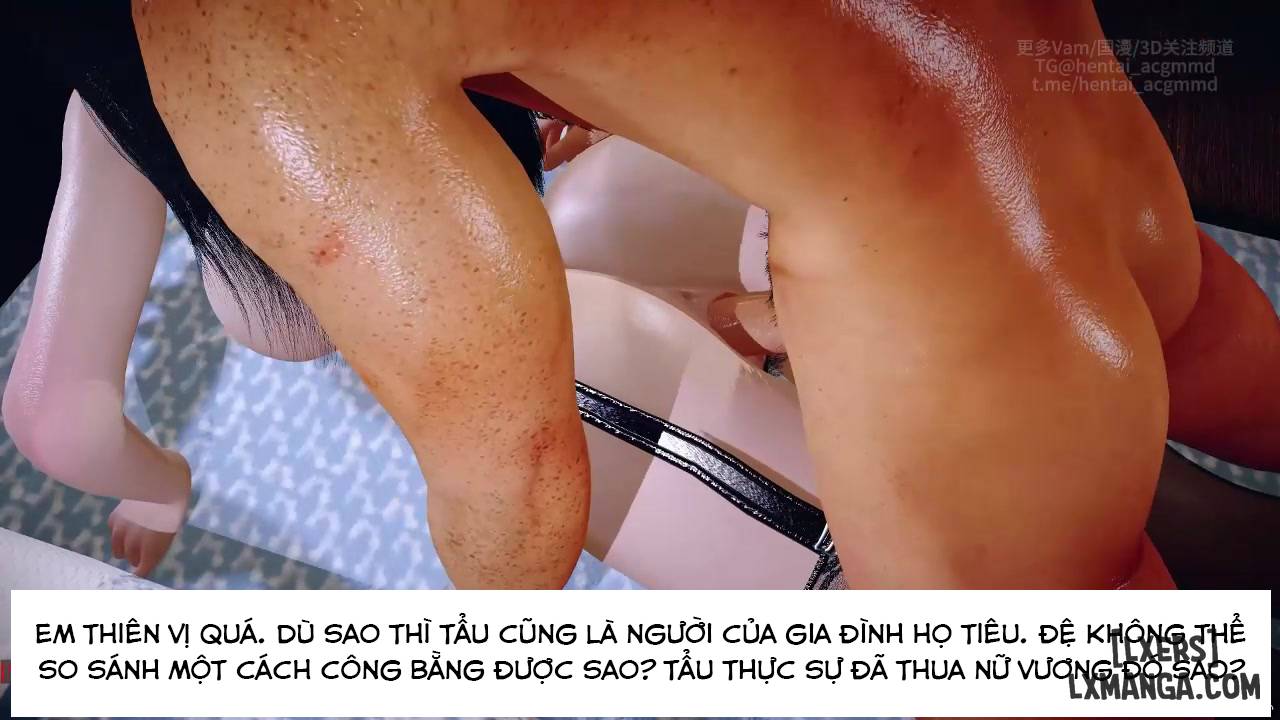 更多Vam/国漫/3D关注频道
TG@hentai_acgmmd
t.me/hentai_acgmmd
EM THIÊN VỊ QUÁ. DÙ SAO THÌ TẨU CŨNG LÀ NGƯỜI CỦA GIA ĐÌNH HỌ TIÊU. ĐỆ KHÔNG THỂ
SO SÁNH MỘT CÁCH CÔNG BẰNG ĐƯỢC SAO? TẨU THỰC SỰ ĐÃ THUA NỮ VƯƠNG ĐÓ SAO?
[LXERS]
LXMANGA.COM